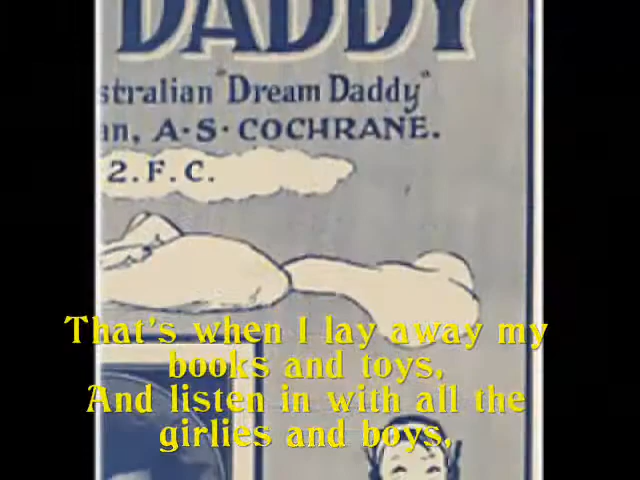 DADDY
stralian "Dream Daddy"
an, A·S·COCHRANE.
2.F.C.
That's when I lay away my
books and toys,
And listen in with all the
girlies and boys.